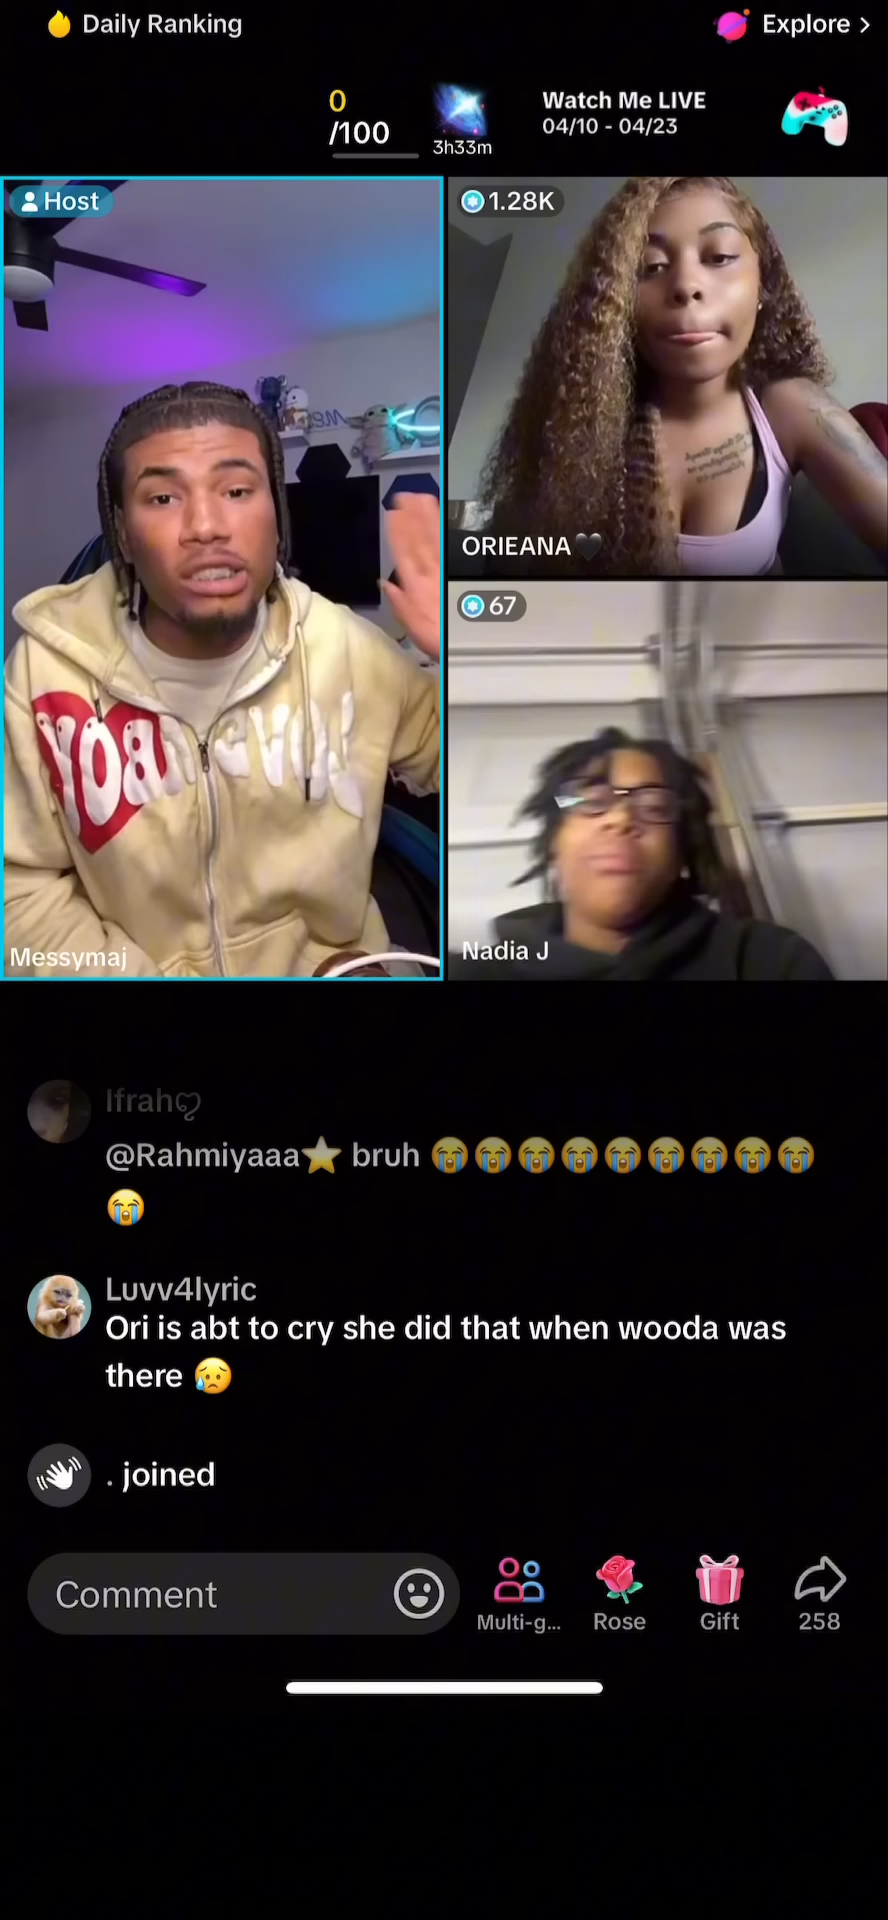 Daily Ranking
Explore >
0
/100
3h33m
Watch Me LIVE
04/10 - 04/23
Host
1.28K
ORIEANA🖤
67
Messymaj
Nadia J
Ifrahღ
@Rahmiyaaa⭐ bruh 😭😭😭😭😭😭😭😭😭
😭
Luvv4lyric
Ori is abt to cry she did that when wooda was
there 😥
. joined
Comment
Multi-g...
Rose
Gift
258